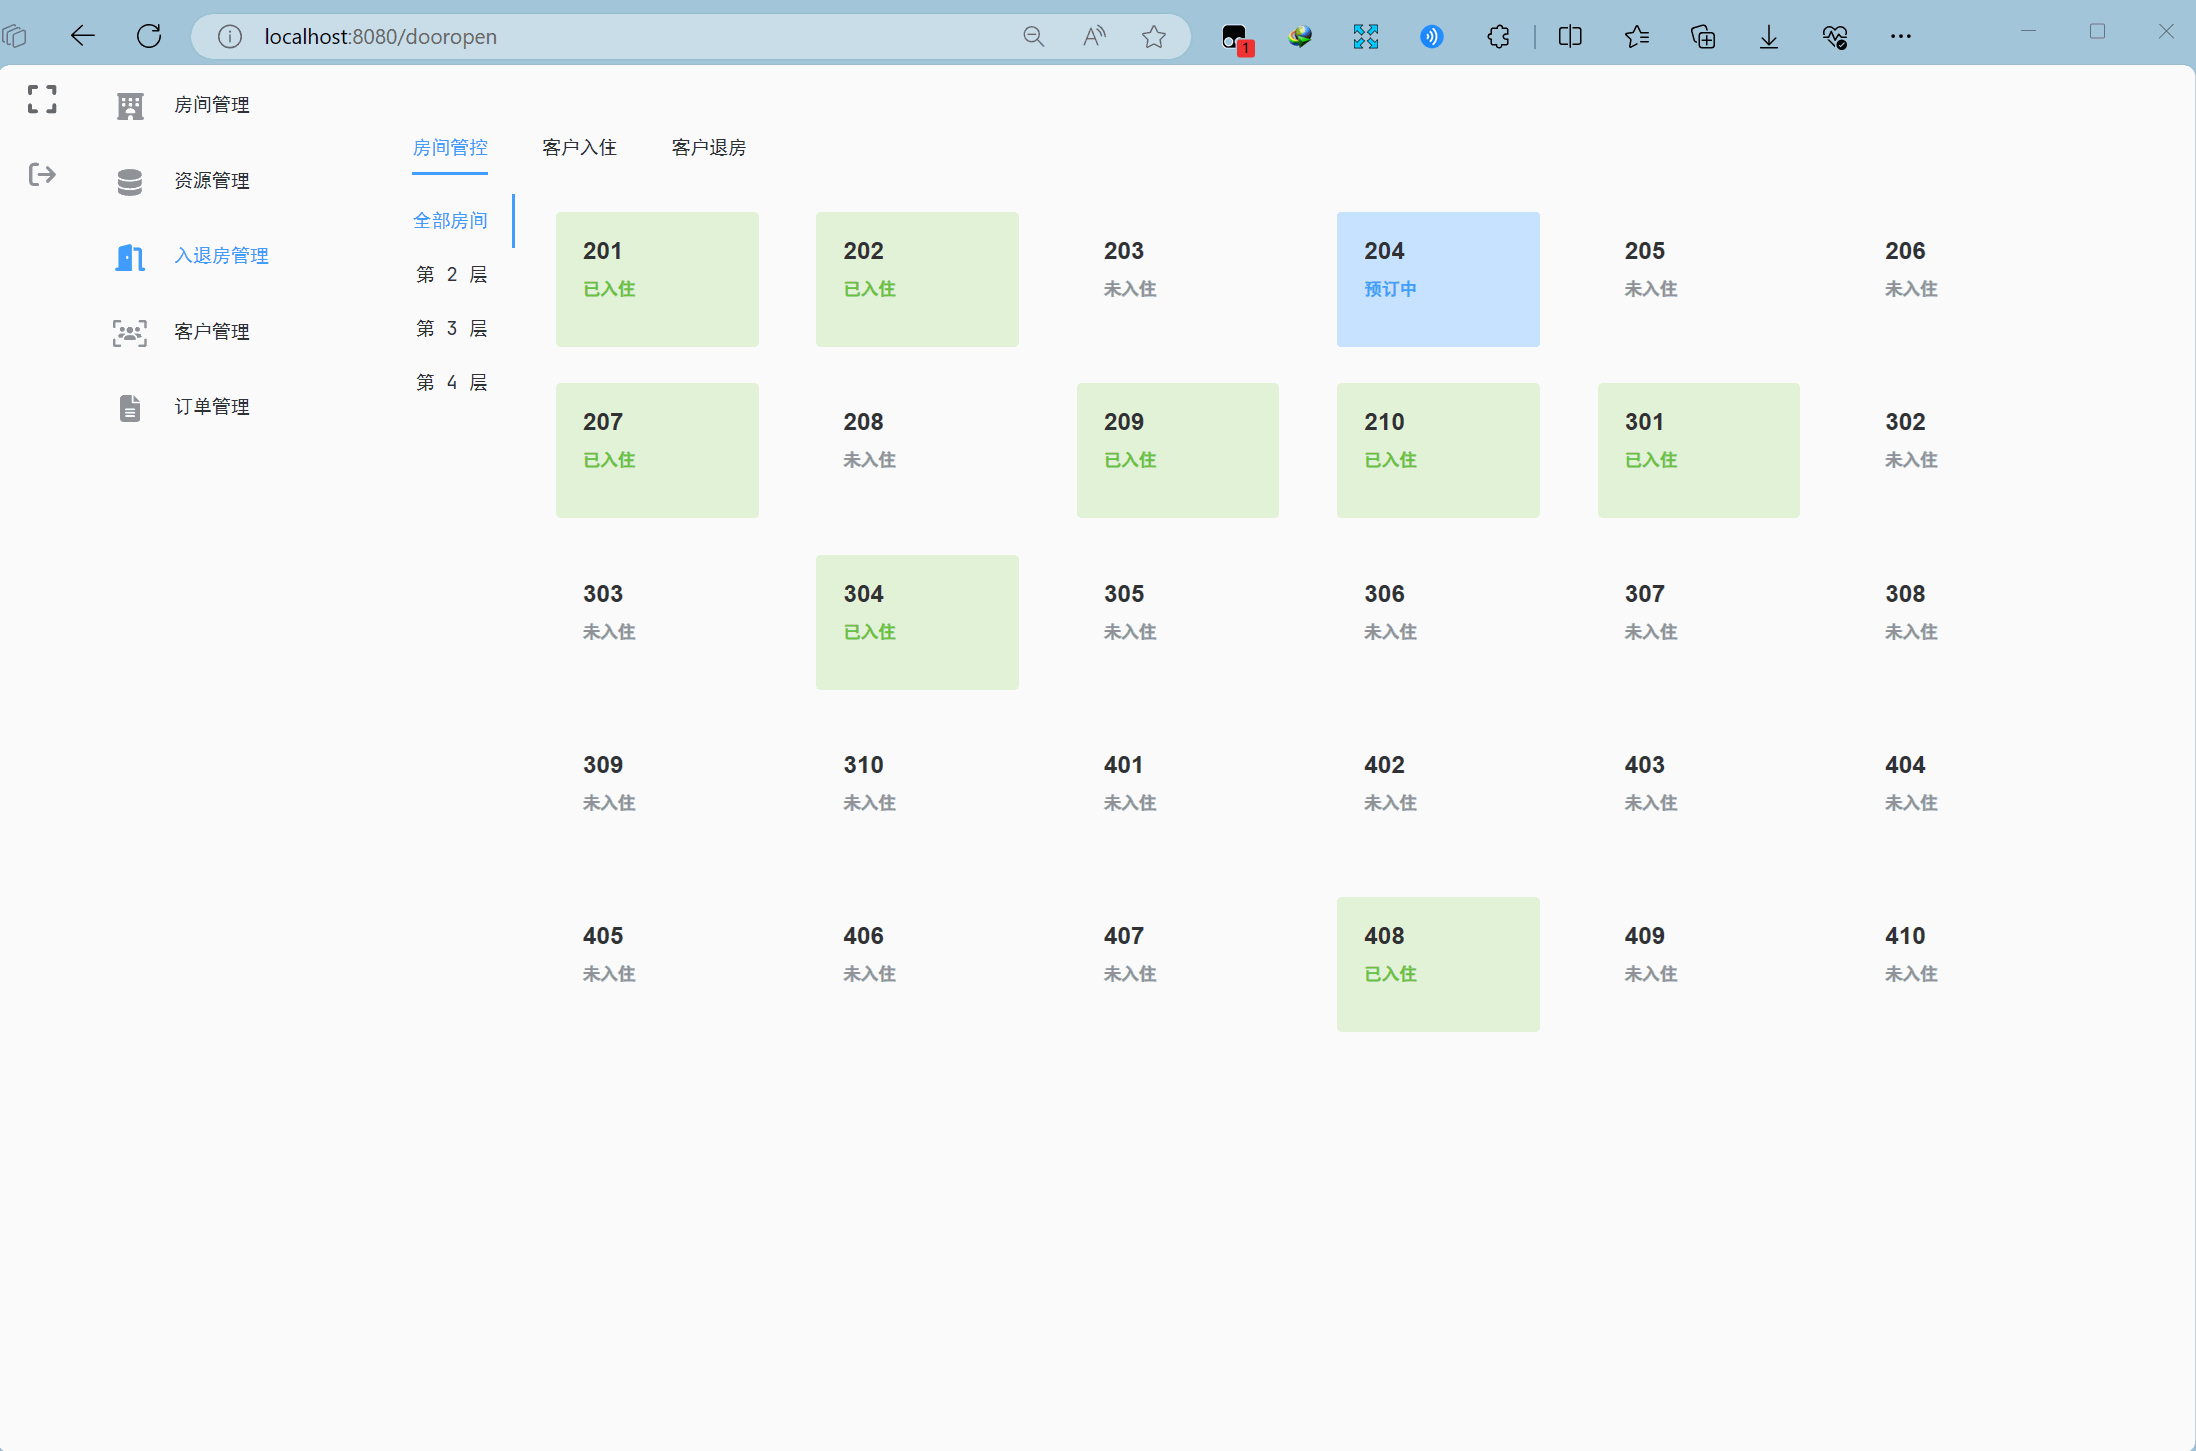 localhost:8080/dooropen
1
房间管理
资源管理
入退房管理
客户管理
订单管理
房间管控 客户入住 客户退房
全部房间
第 2 层
第 3 层
第 4 层
201 202 203 204 205 206
已入住 已入住 未入住 预订中 未入住 未入住
207 208 209 210 301 302
已入住 未入住 已入住 已入住 已入住 未入住
303 304 305 306 307 308
未入住 已入住 未入住 未入住 未入住 未入住
309 310 401 402 403 404
未入住 未入住 未入住 未入住 未入住 未入住
405 406 407 408 409 410
未入住 未入住 未入住 已入住 未入住 未入住